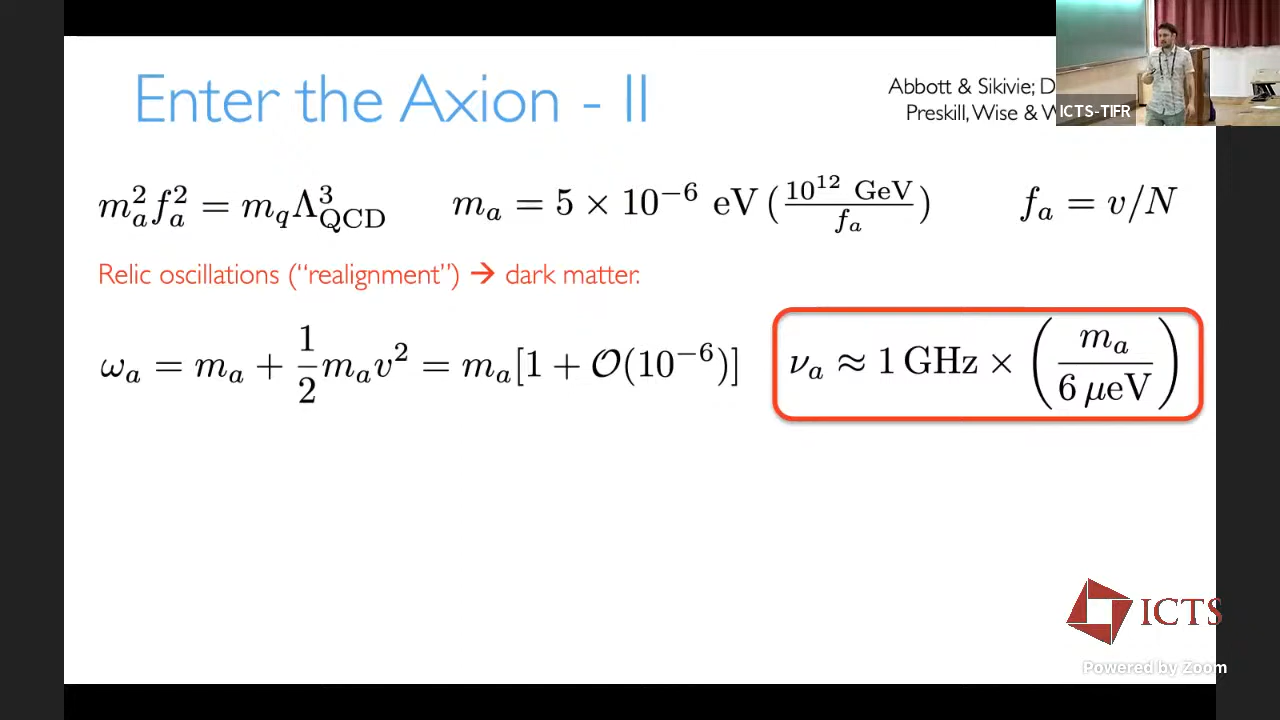 Enter the Axion - II
Abbott & Sikivie; D
Preskill, Wise & W
ICTS-TIFR
m_a^2 f_a^2 = m_q Λ_QCD^3
m_a = 5 × 10^{-6} eV (10^{12} GeV / f_a)
f_a = v/N
Relic oscillations ("realignment") → dark matter.
ω_a = m_a + 1/2 m_a v^2 = m_a[1 + O(10^{-6})]
ν_a ≈ 1 GHz × (m_a / 6 μeV)
ICTS
Powered by Zoom